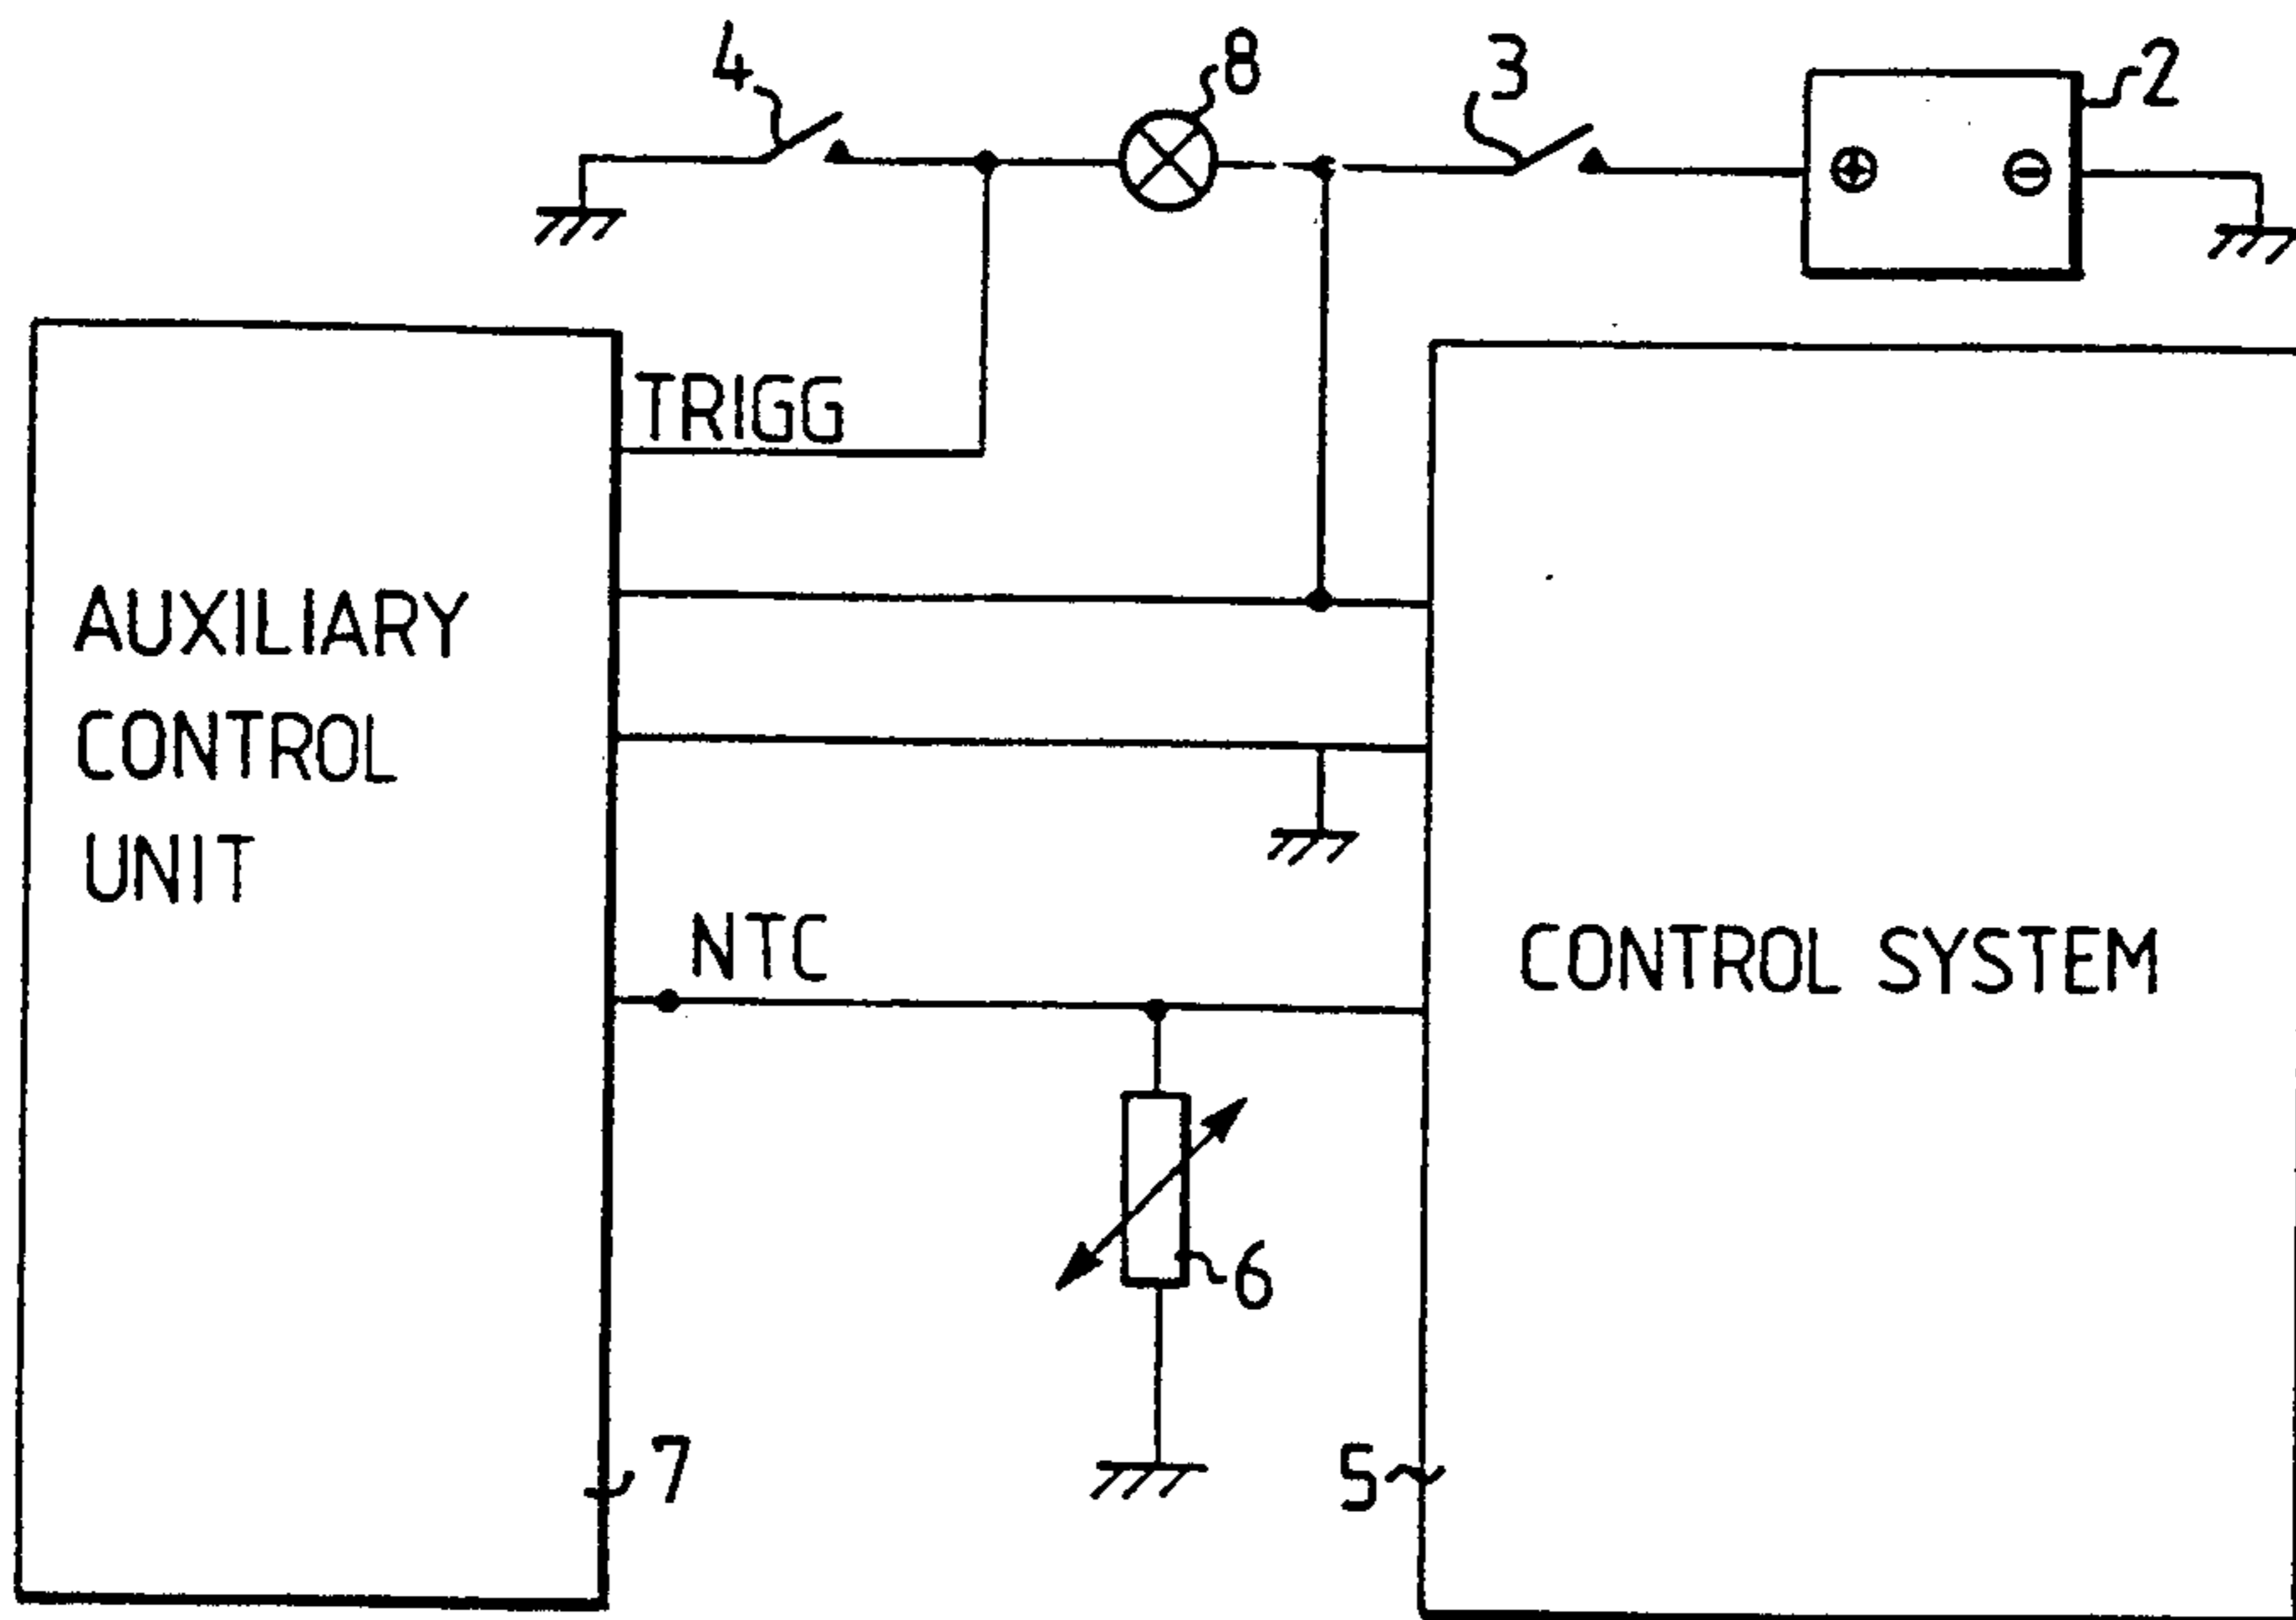 4
8
3
2
⊕
⊖
TRIGG
AUXILIARY
CONTROL
UNIT
NTC
CONTROL SYSTEM
6
7
5